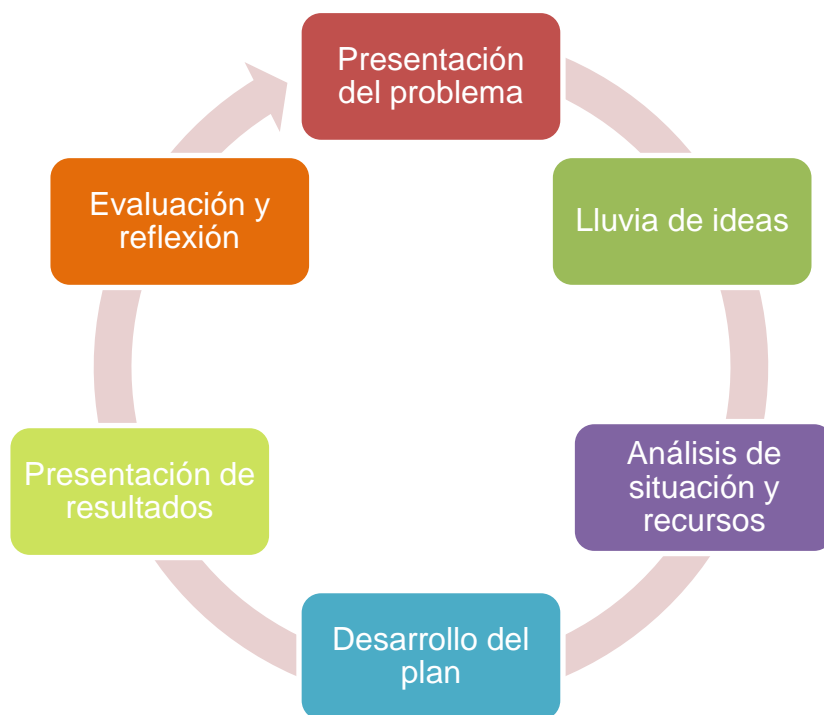 Presentación
del problema
Lluvia de ideas
Análisis de
situación y
recursos
Desarrollo del
plan
Presentación de
resultados
Evaluación y
reflexión